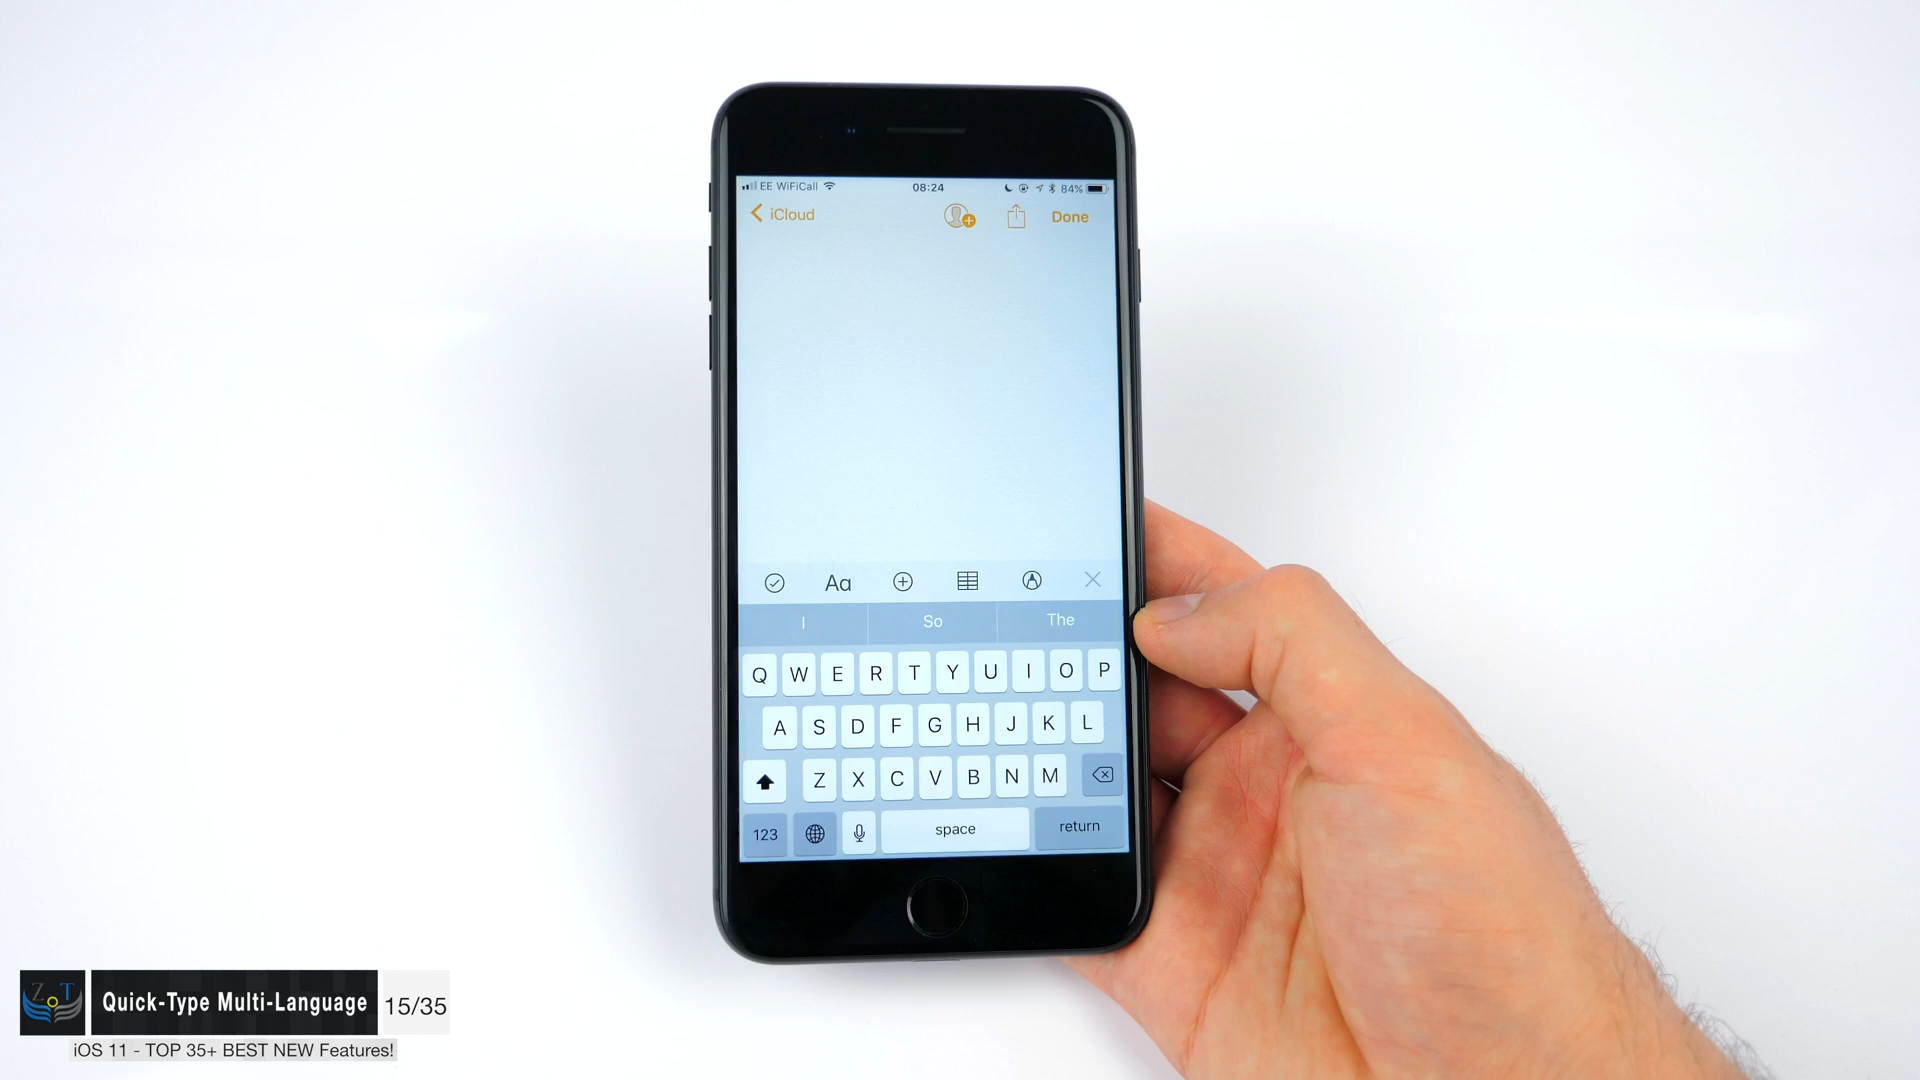 EE WiFiCall 08:24 84%
iCloud Done
Aa
I So The
Q W E R T Y U I O P
A S D F G H J K L
Z X C V B N M
123 space return
ZoT Quick-Type Multi-Language 15/35
iOS 11 - TOP 35+ BEST NEW Features!